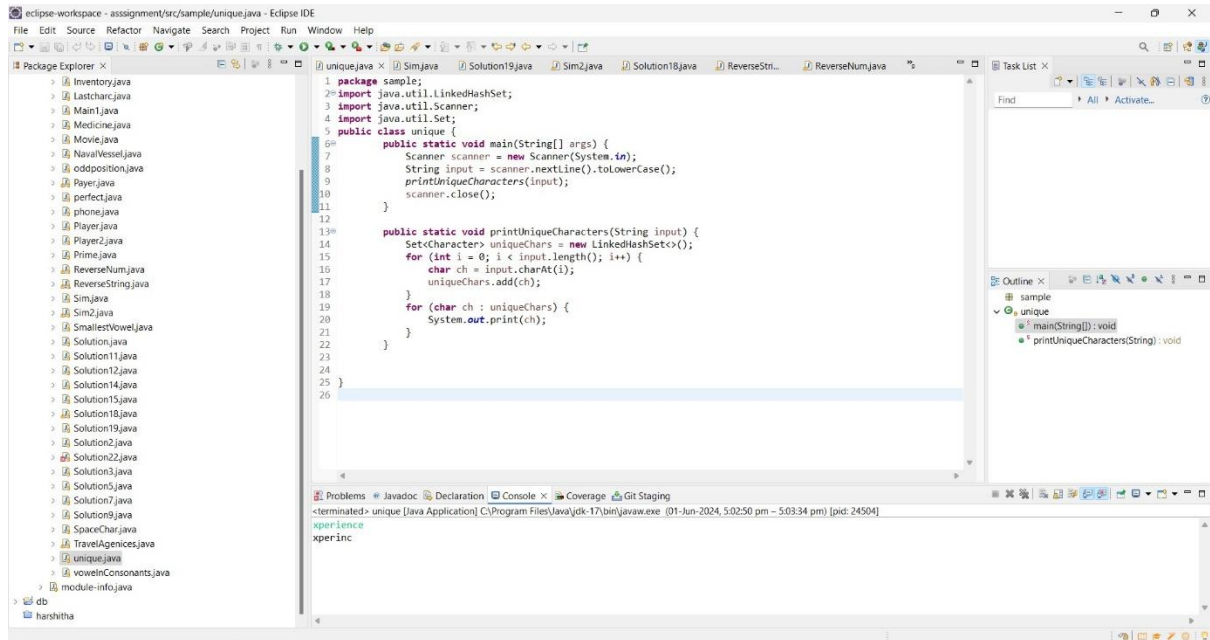 eclipse-workspace - asssignment/src/sample/unique.java - Eclipse IDE
File Edit Source Refactor Navigate Search Project Run Window Help
Package Explorer
Inventory.java
Lastcharc.java
Main1.java
Medicine.java
Movie.java
NavalVessel.java
oddposition.java
Payer.java
perfect.java
phone.java
Player.java
Player2.java
Prime.java
ReverseNum.java
ReverseString.java
Sim.java
Sim2.java
SmallestVowel.java
Solution.java
Solution11.java
Solution12.java
Solution14.java
Solution15.java
Solution18.java
Solution19.java
Solution2.java
Solution22.java
Solution3.java
Solution5.java
Solution7.java
Solution9.java
SpaceChar.java
TravelAgenices.java
unique.java
vowelnConsonants.java
module-info.java
db
harshitha
unique.java Sim.java Solution19.java Sim2.java Solution18.java ReverseStri... ReverseNum.java
1 package sample;
2 import java.util.LinkedHashSet;
3 import java.util.Scanner;
4 import java.util.Set;
5 public class unique {
6 public static void main(String[] args) {
7 Scanner scanner = new Scanner(System.in);
8 String input = scanner.nextLine().toLowerCase();
9 printUniqueCharacters(input);
10 scanner.close();
11 }
12
13 public static void printUniqueCharacters(String input) {
14 Set<Character> uniqueChars = new LinkedHashSet<>();
15 for (int i = 0; i < input.length(); i++) {
16 char ch = input.charAt(i);
17 uniqueChars.add(ch);
18 }
19 for (char ch : uniqueChars) {
20 System.out.print(ch);
21 }
22 }
23
24
25 }
26
Problems Javadoc Declaration Console Coverage Git Staging
<terminated> unique [Java Application] C:\Program Files\Java\jdk-17\bin\javaw.exe (01-Jun-2024, 5:02:50 pm – 5:03:34 pm) [pid: 24504]
xperience
xperinc
Task List
Find All Activate...
Outline
sample
unique
main(String[]) : void
printUniqueCharacters(String) : void